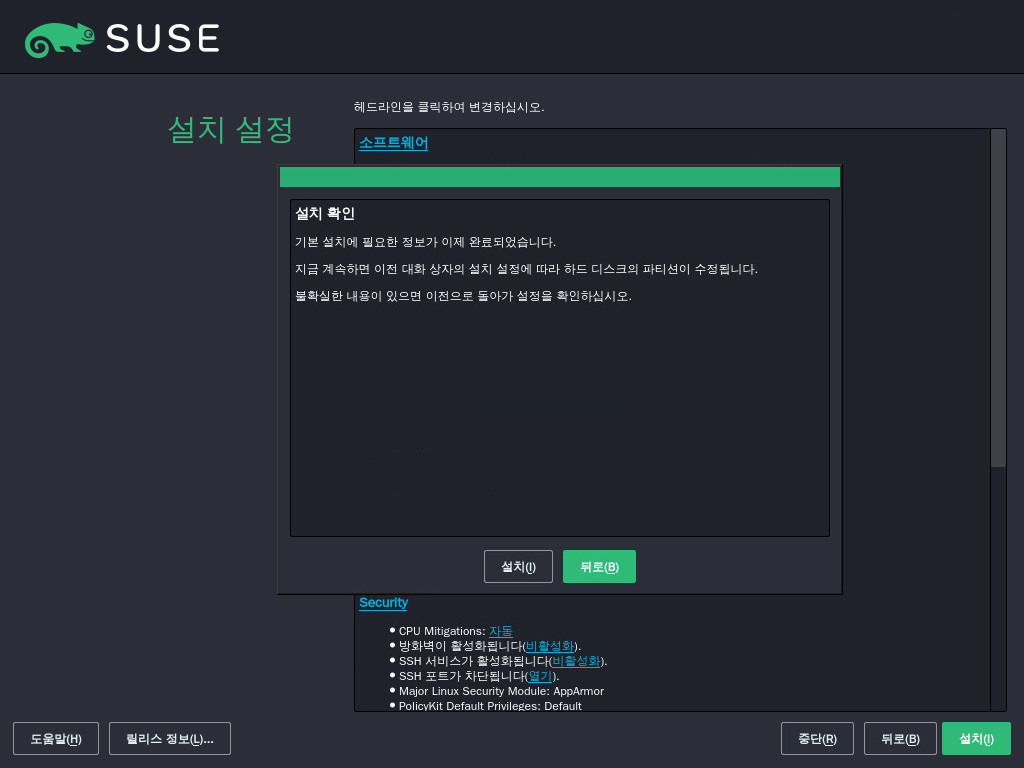 SUSE
설치 설정
헤드라인을 클릭하여 변경하십시오.
소프트웨어
설치 확인
기본 설치에 필요한 정보가 이제 완료되었습니다.
지금 계속하면 이전 대화 상자의 설치 설정에 따라 하드 디스크의 파티션이 수정됩니다.
불확실한 내용이 있으면 이전으로 돌아가 설정을 확인하십시오.
설치(I) 뒤로(B)
Security
CPU Mitigations: 자동
방화벽이 활성화됩니다(비활성화).
SSH 서비스가 활성화됩니다(비활성화).
SSH 포트가 차단됩니다(열기).
Major Linux Security Module: AppArmor
PolicyKit Default Privileges: Default
도움말(H) 릴리스 정보(L)... 중단(R) 뒤로(B) 설치(I)